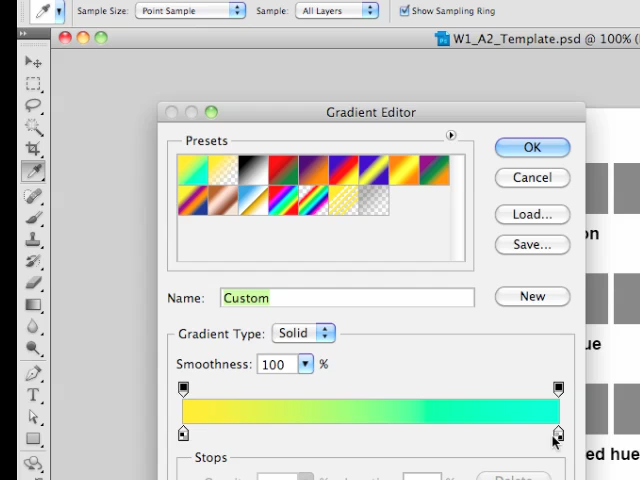 Sample Size: Point Sample Sample: All Layers Show Sampling Ring
W1_A2_Template.psd @ 100% (
Gradient Editor
Presets
OK
Cancel
Load...
Save...
on
Name: Custom
New
Gradient Type: Solid
ue
Smoothness: 100 %
ed hue
Stops